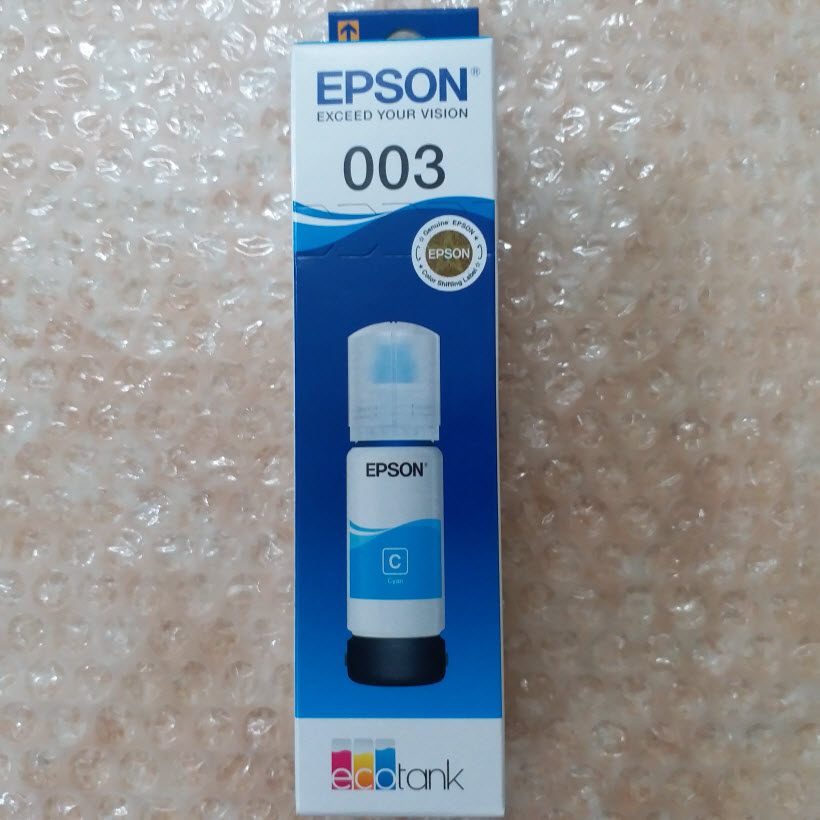 EPSON®
EXCEED YOUR VISION
003
Genuine EPSON
EPSON
Color Shifting Label
EPSON®
C
Cyan
ecotank